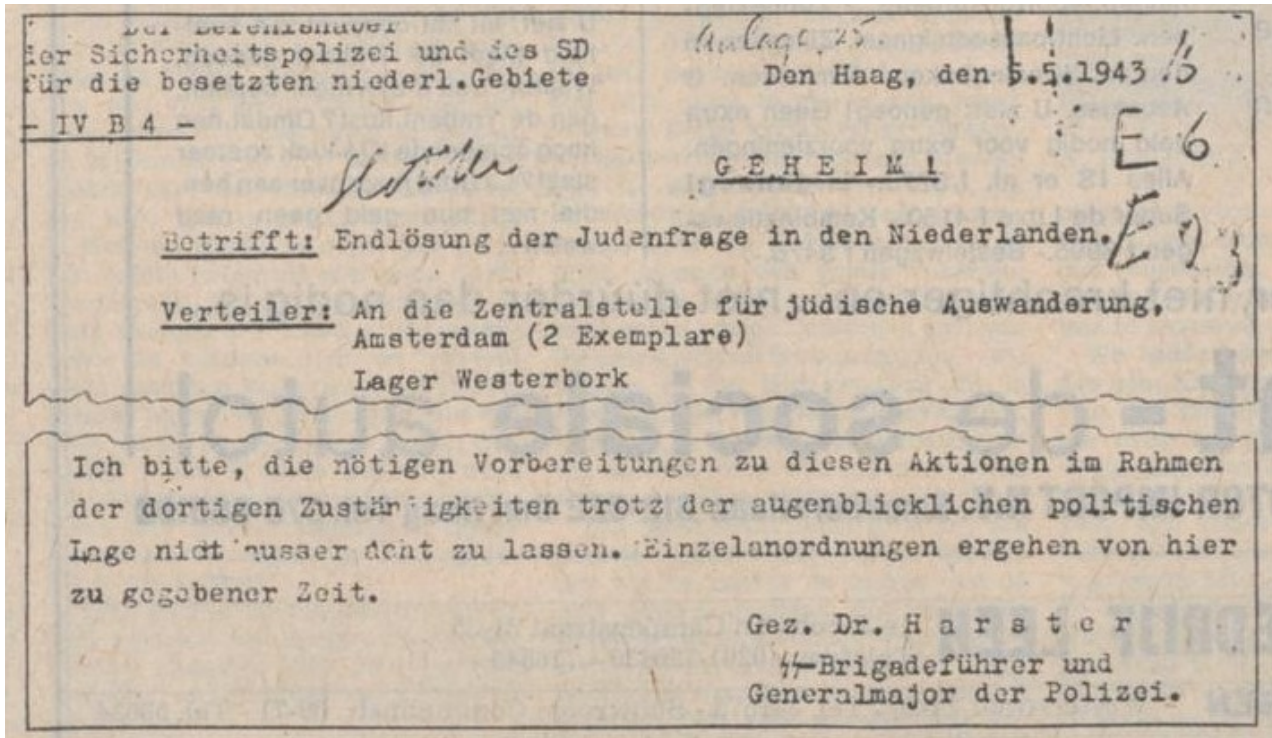 Der Befehlshaber
der Sicherheitspolizei und des SD
für die besetzten niederl.Gebiete
- IV B 4 -
Den Haag, den 5.5.1943
E 6
GEHEIM!
Betrifft: Endlösung der Judenfrage in den Niederlanden.
Verteiler: An die Zentralstelle für jüdische Auswanderung,
Amsterdam (2 Exemplare)
Lager Westerbork
Ich bitte, die nötigen Vorbereitungen zu diesen Aktionen im Rahmen
der dortigen Zuständigkeiten trotz der augenblicklichen politischen
Lage nicht ausser acht zu lassen. Einzelanordnungen ergehen von hier
zu gegebener Zeit.
Gez. Dr. Harster
SS-Brigadeführer und
Generalmajor der Polizei.